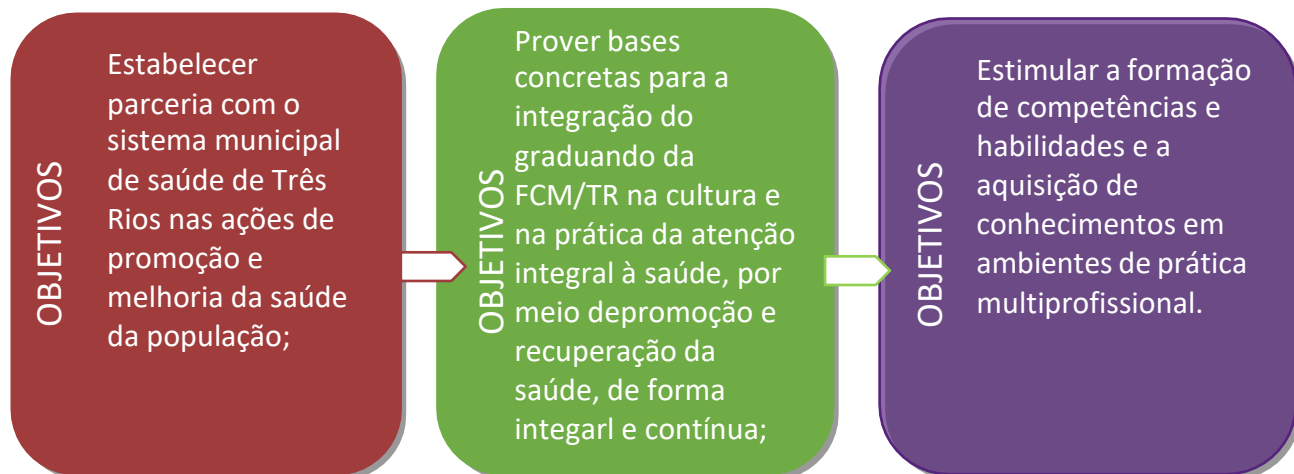 OBJETIVOS
Estabelecer
parceria com o
sistema municipal
de saúde de Três
Rios nas ações de
promoção e
melhoria da saúde
da população;
OBJETIVOS
Prover bases
concretas para a
integração do
graduando da
FCM/TR na cultura e
na prática da atenção
integral à saúde, por
meio depromoção e
recuperação da
saúde, de forma
integarl e contínua;
OBJETIVOS
Estimular a formação
de competências e
habilidades e a
aquisição de
conhecimentos em
ambientes de prática
multiprofissional.